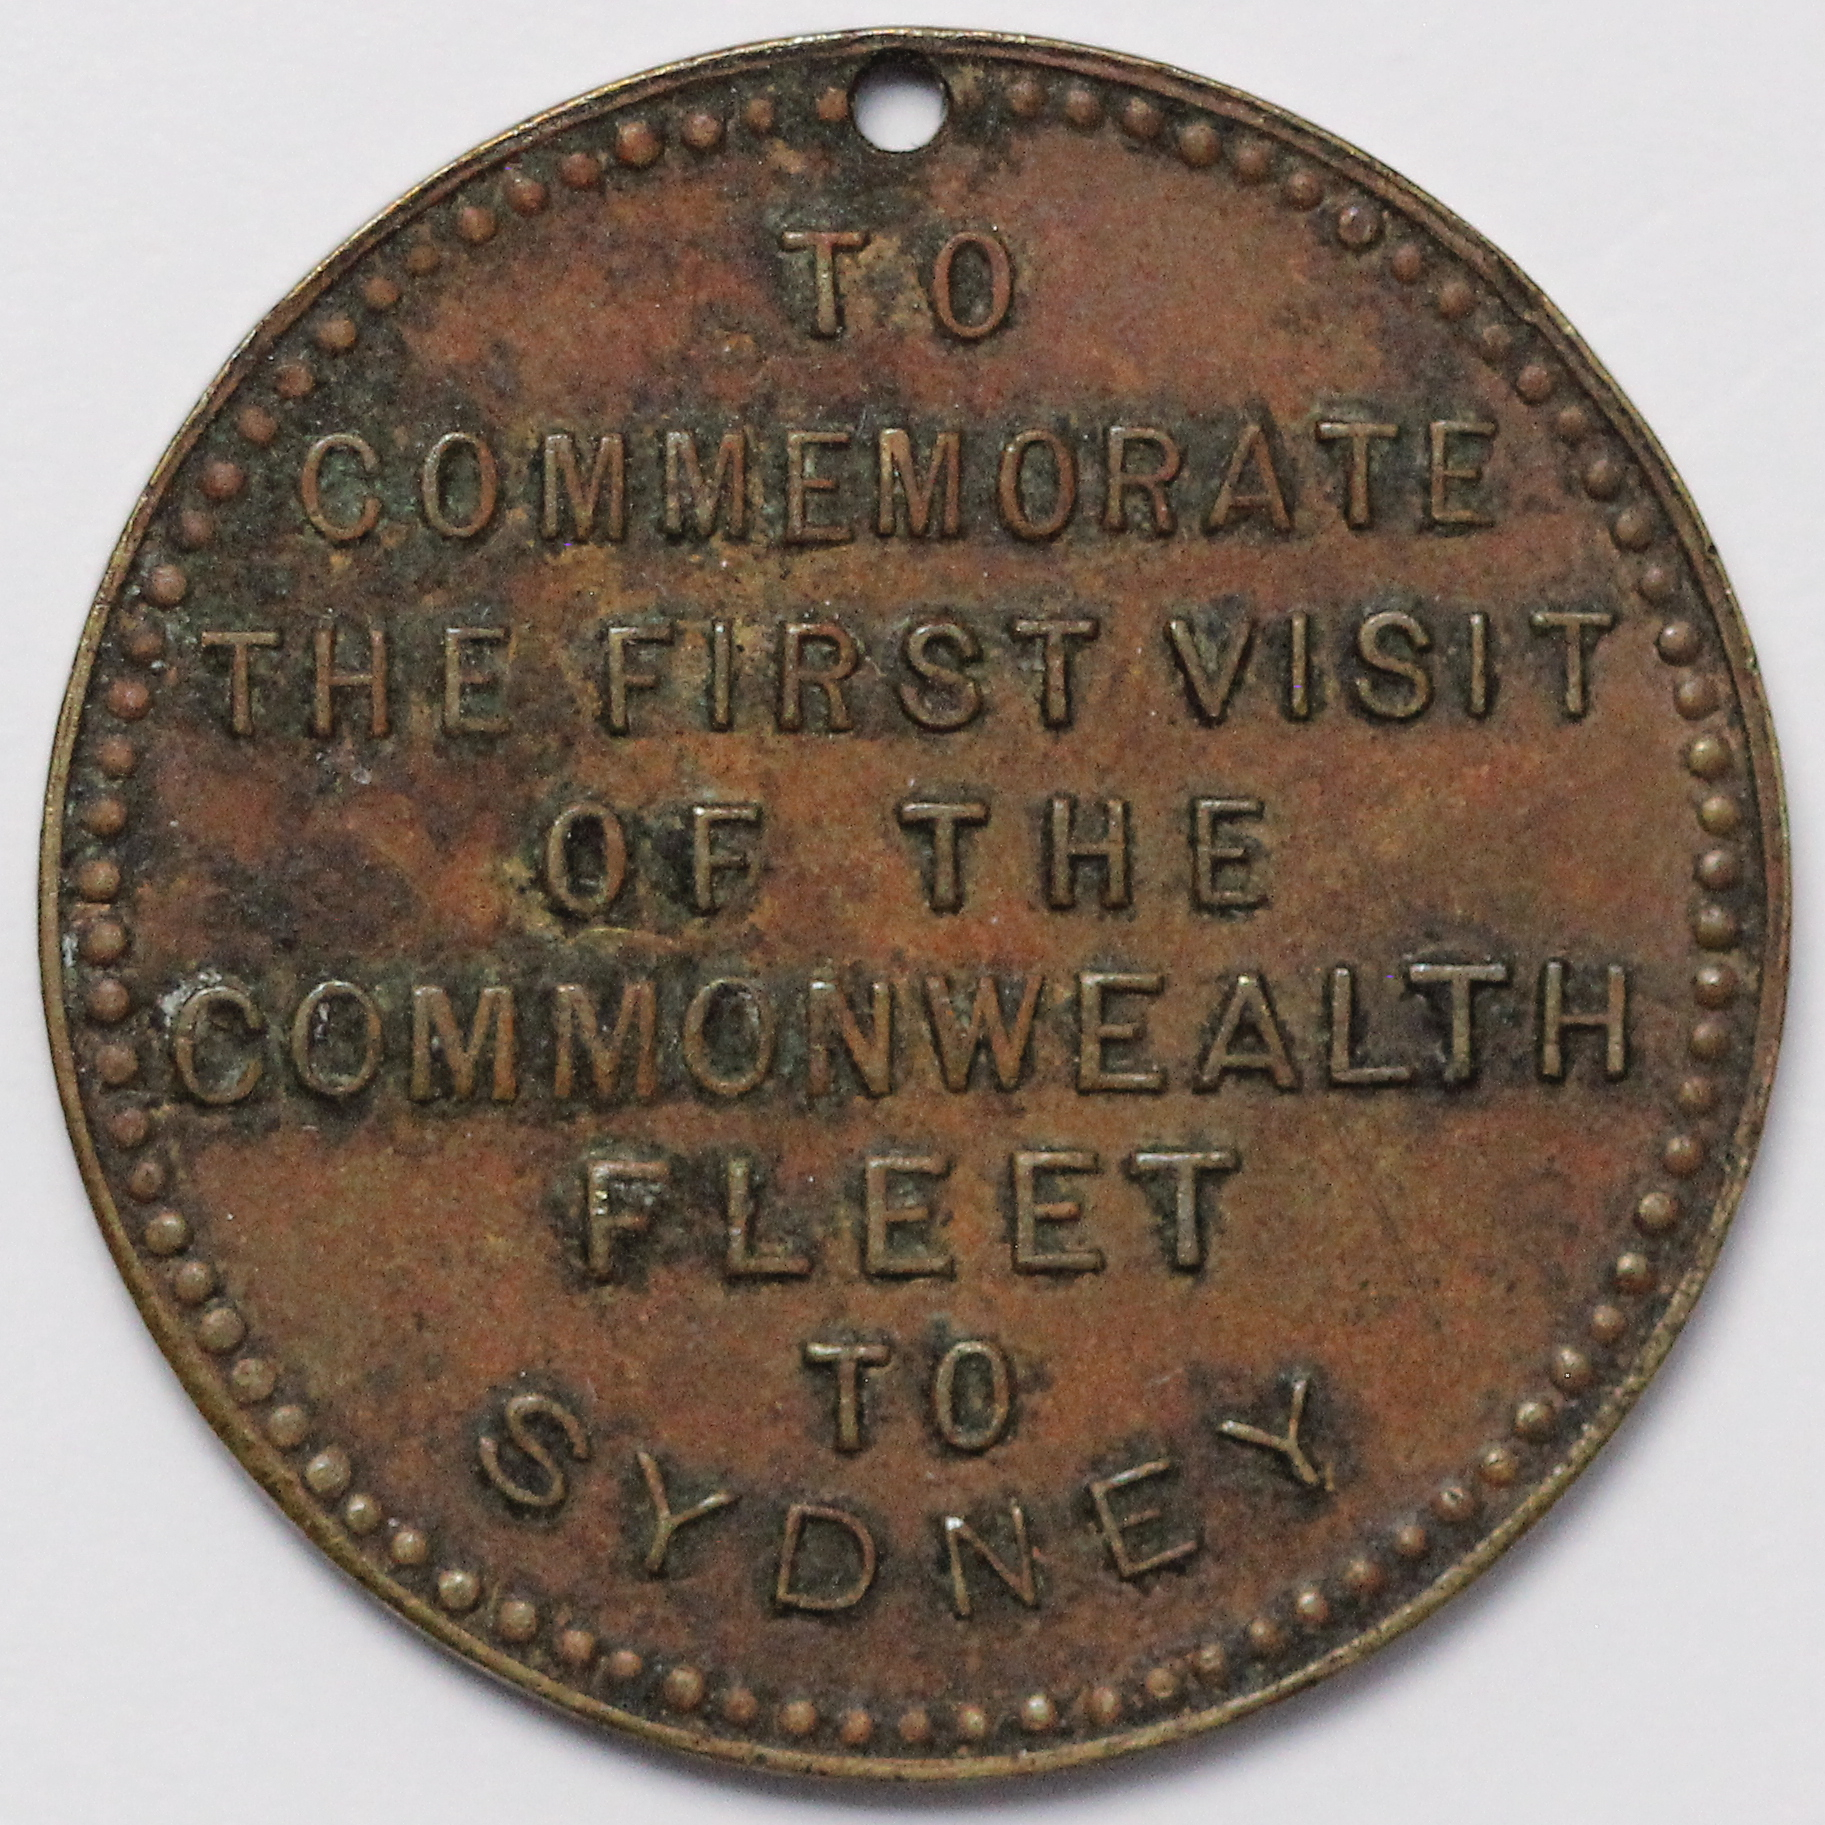 TO
COMMEMORATE
THE FIRST VISIT
OF THE
COMMONWEALTH
FLEET
TO
SYDNEY